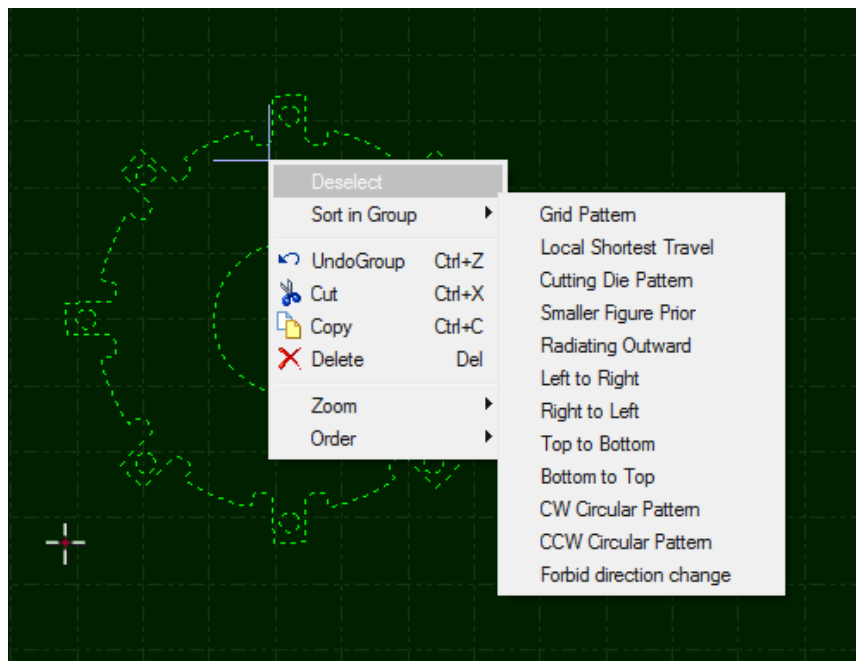 Deselect
Sort in Group
UndoGroup Ctrl+Z
Cut Ctrl+X
Copy Ctrl+C
Delete Del
Zoom
Order
Grid Pattern
Local Shortest Travel
Cutting Die Pattern
Smaller Figure Prior
Radiating Outward
Left to Right
Right to Left
Top to Bottom
Bottom to Top
CW Circular Pattern
CCW Circular Pattern
Forbid direction change